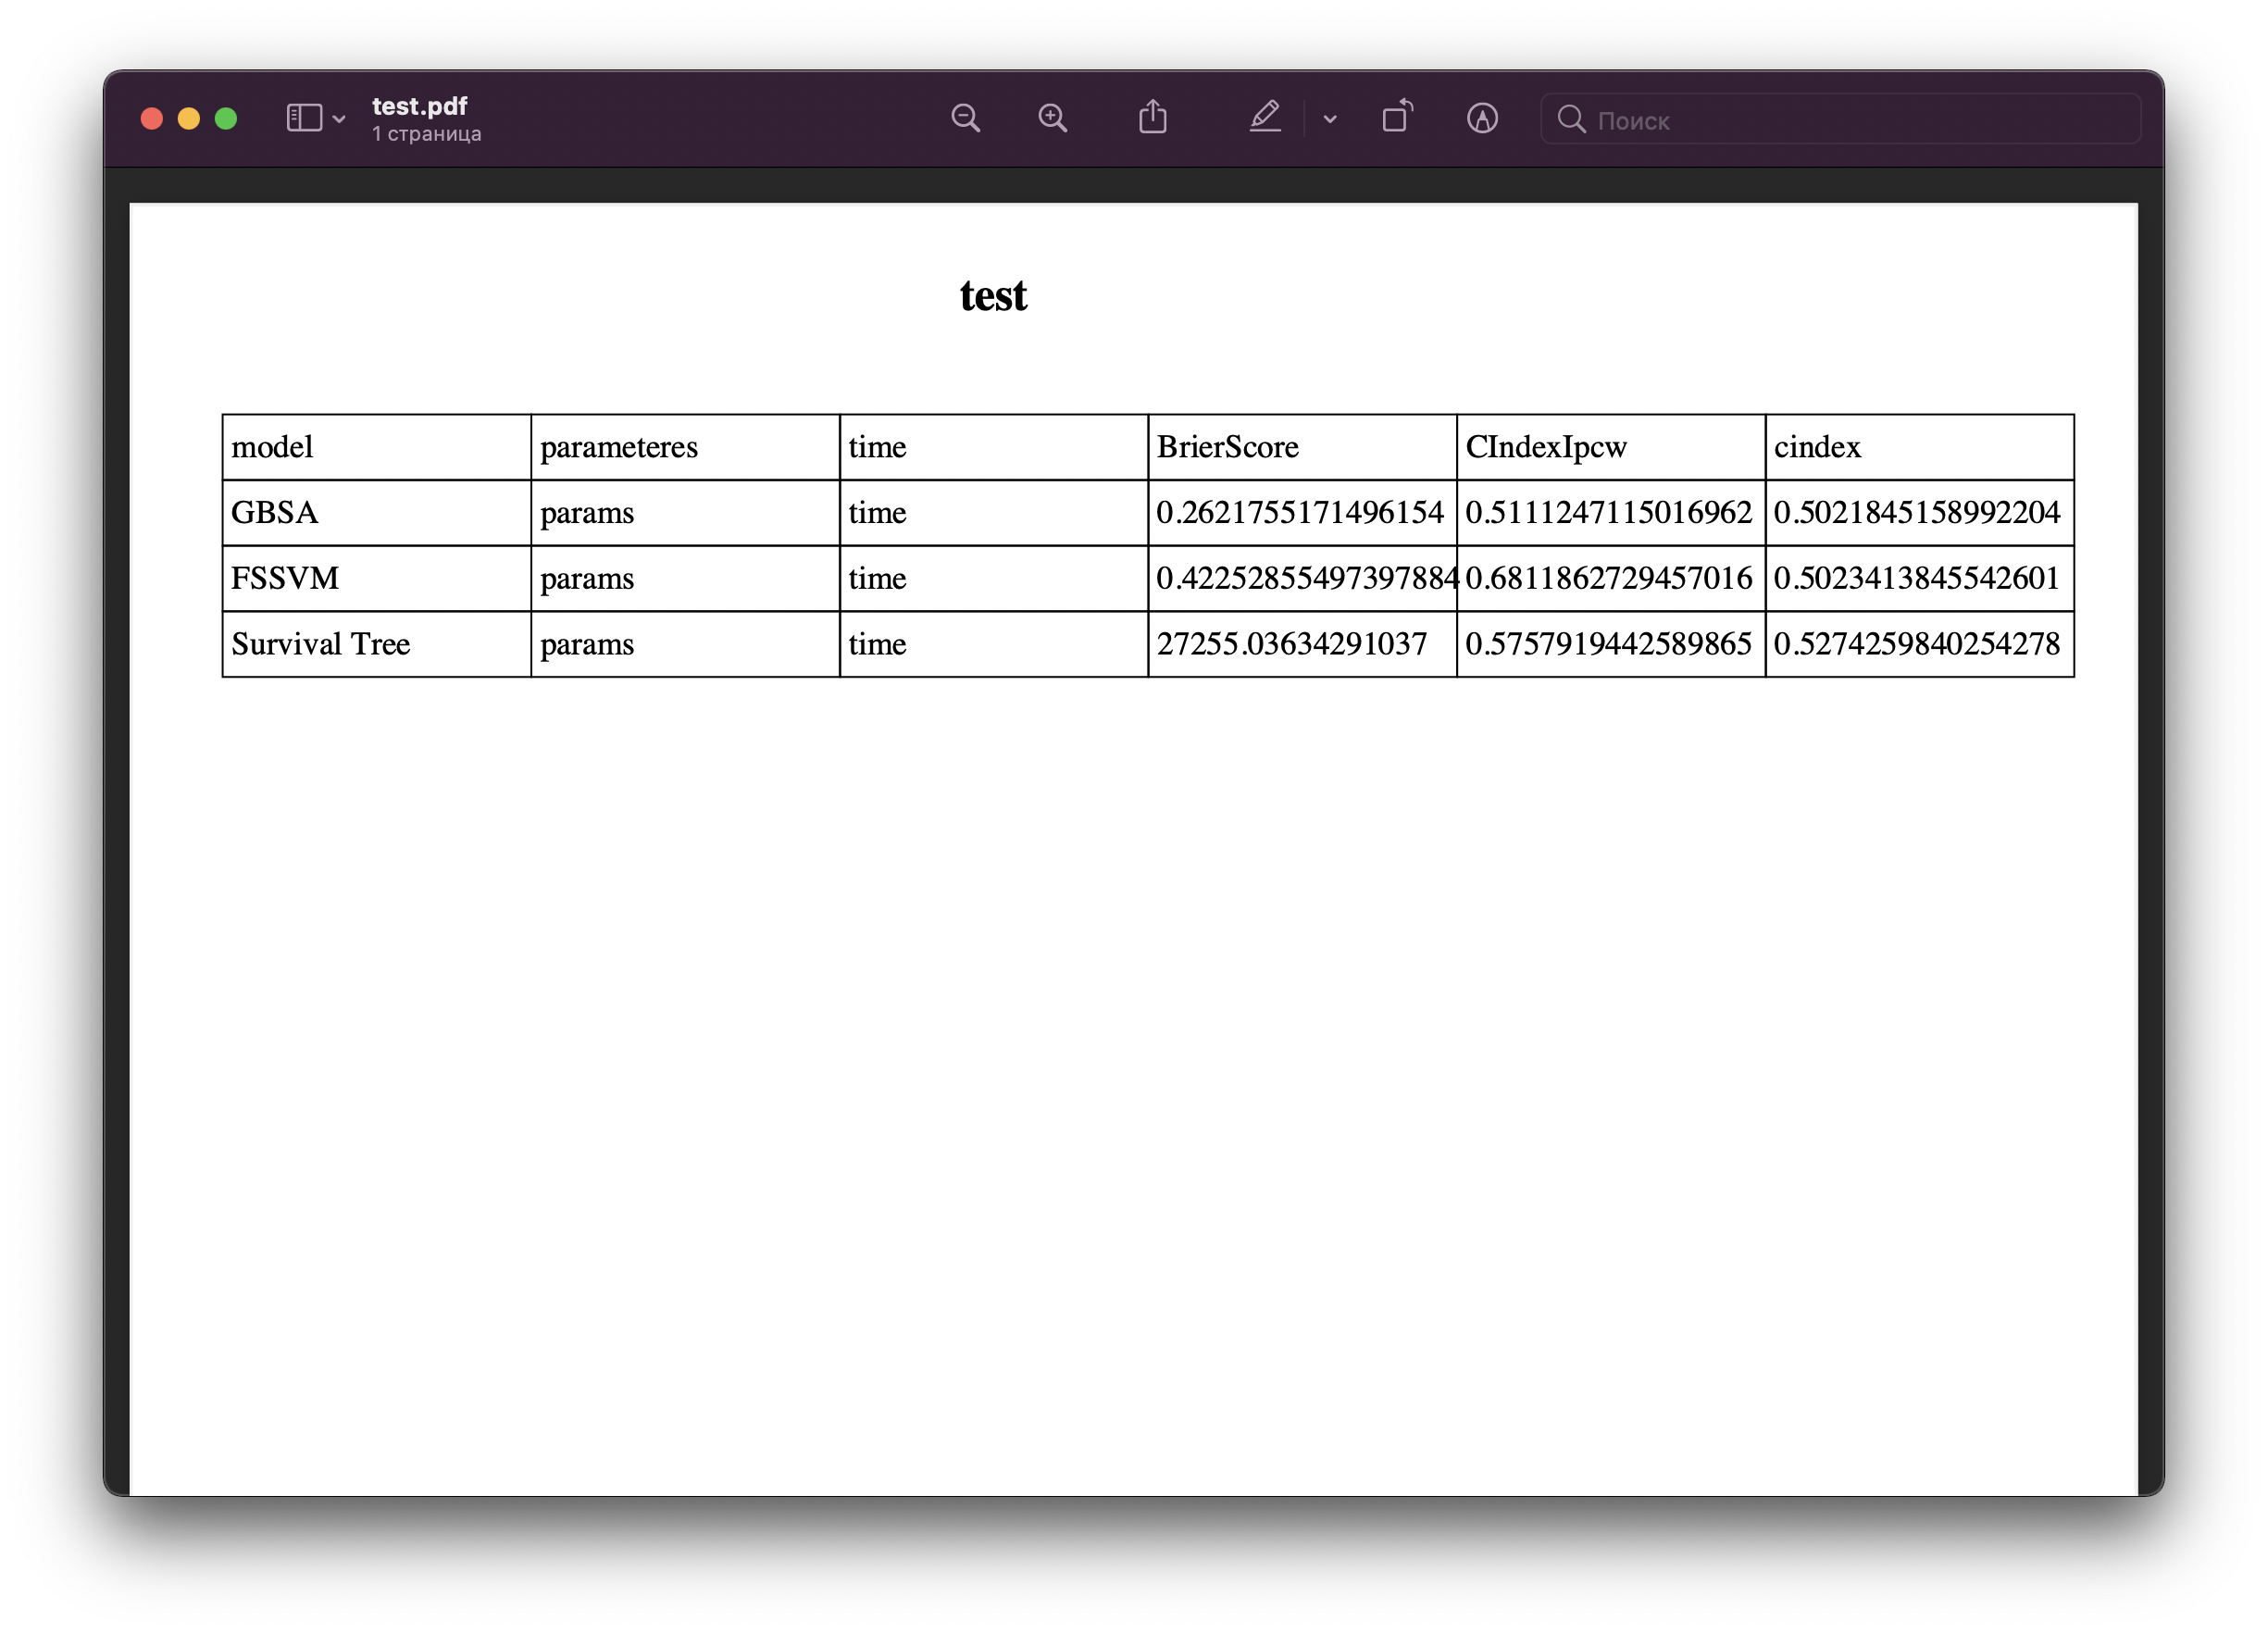 test.pdf
1 страница
Поиск
test
model parameteres time BrierScore CIndexIpcw cindex
GBSA params time 0.2621755171496154 0.5111247115016962 0.5021845158992204
FSSVM params time 0.42252855497397884 0.6811862729457016 0.5023413845542601
Survival Tree params time 27255.03634291037 0.5757919442589865 0.5274259840254278